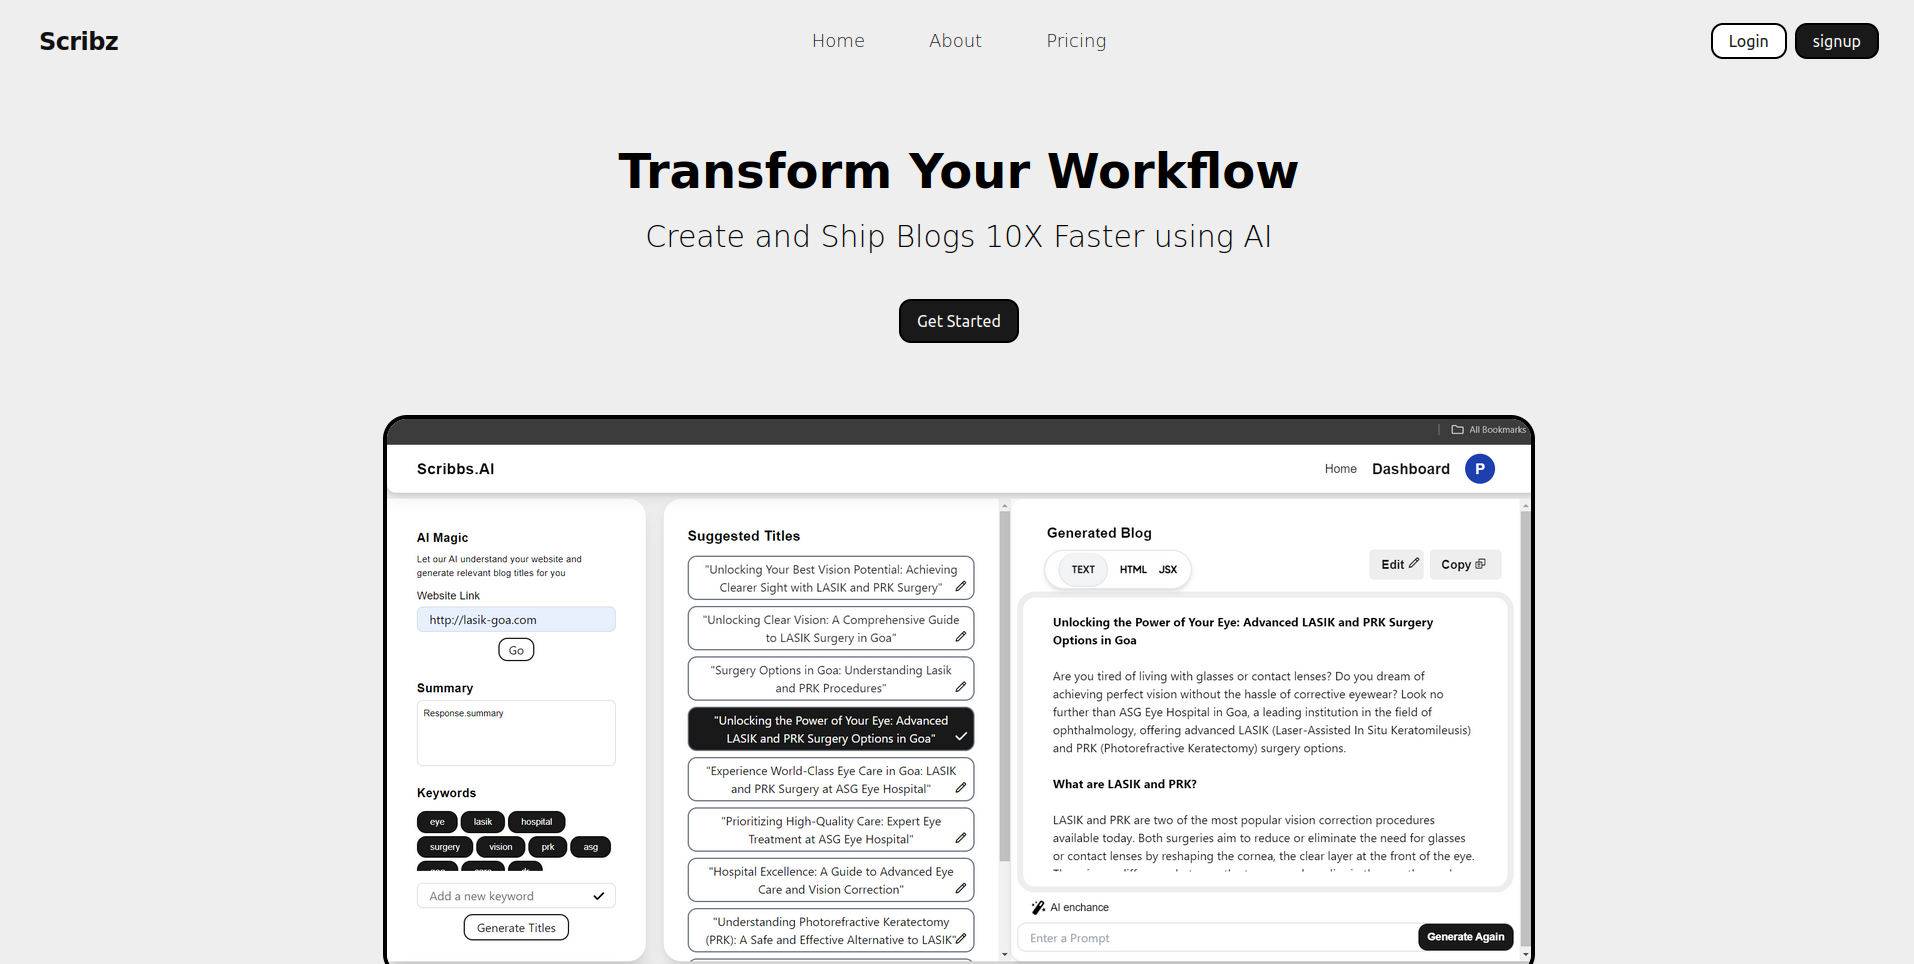 Scribz
Home
About
Pricing
Login
signup
Transform Your Workflow
Create and Ship Blogs 10X Faster using AI
Get Started
All Bookmarks
Scribbs.AI
Home
Dashboard
P
AI Magic
Let our AI understand your website and
generate relevant blog titles for you
Website Link
http://lasik-goa.com
Go
Summary
Response.summary
Keywords
eye
lasik
hospital
surgery
vision
prk
asg
Add a new keyword
Generate Titles
Suggested Titles
"Unlocking Your Best Vision Potential: Achieving
Clearer Sight with LASIK and PRK Surgery"
"Unlocking Clear Vision: A Comprehensive Guide
to LASIK Surgery in Goa"
"Surgery Options in Goa: Understanding Lasik
and PRK Procedures"
"Unlocking the Power of Your Eye: Advanced
LASIK and PRK Surgery Options in Goa"
"Experience World-Class Eye Care in Goa: LASIK
and PRK Surgery at ASG Eye Hospital"
"Prioritizing High-Quality Care: Expert Eye
Treatment at ASG Eye Hospital"
"Hospital Excellence: A Guide to Advanced Eye
Care and Vision Correction"
"Understanding Photorefractive Keratectomy
(PRK): A Safe and Effective Alternative to LASIK"
Generated Blog
TEXT
HTML
JSX
Edit
Copy
Unlocking the Power of Your Eye: Advanced LASIK and PRK Surgery
Options in Goa
Are you tired of living with glasses or contact lenses? Do you dream of
achieving perfect vision without the hassle of corrective eyewear? Look no
further than ASG Eye Hospital in Goa, a leading institution in the field of
ophthalmology, offering advanced LASIK (Laser-Assisted In Situ Keratomileusis)
and PRK (Photorefractive Keratectomy) surgery options.
What are LASIK and PRK?
LASIK and PRK are two of the most popular vision correction procedures
available today. Both surgeries aim to reduce or eliminate the need for glasses
or contact lenses by reshaping the cornea, the clear layer at the front of the eye.
AI enchance
Enter a Prompt
Generate Again